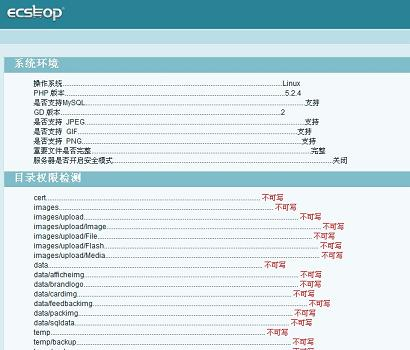 ecshop
系统环境
操作系统........................Linux
PHP 版本........................5.2.4
是否支持MySQL........................支持
GD 版本........................2
是否支持 JPEG........................支持
是否支持 GIF........................支持
是否支持 PNG........................支持
重要文件是否完整........................完整
服务器是否开启安全模式........................关闭
目录权限检测
cert........................不可写
images........................不可写
images/upload........................不可写
images/upload/Image........................不可写
images/upload/File........................不可写
images/upload/Flash........................不可写
images/upload/Media........................不可写
data........................不可写
data/afficheimg........................不可写
data/brandlogo........................不可写
data/cardimg........................不可写
data/feedbackimg........................不可写
data/packimg........................不可写
data/sqldata........................不可写
temp........................不可写
temp/backup........................不可写